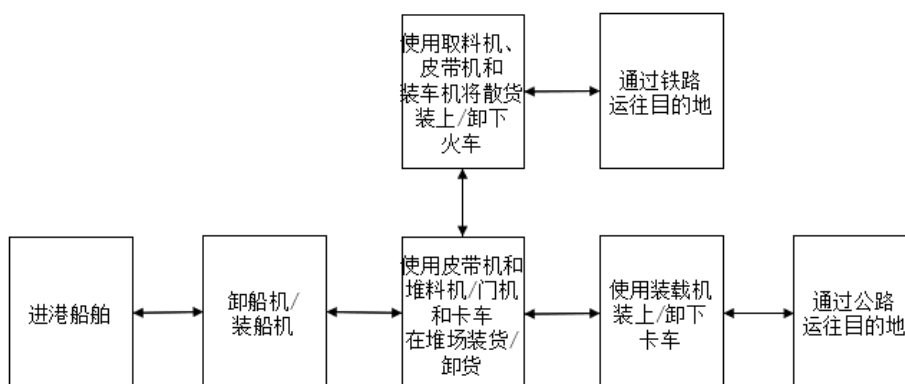 使用取料机、
皮带机和
装车机将散货
装上/卸下
火车
通过铁路
运往目的地
进港船舶
卸船机/
装船机
使用皮带机和
堆料机/门机
和卡车
在堆场装货/
卸货
使用装载机
装上/卸下
卡车
通过公路
运往目的地